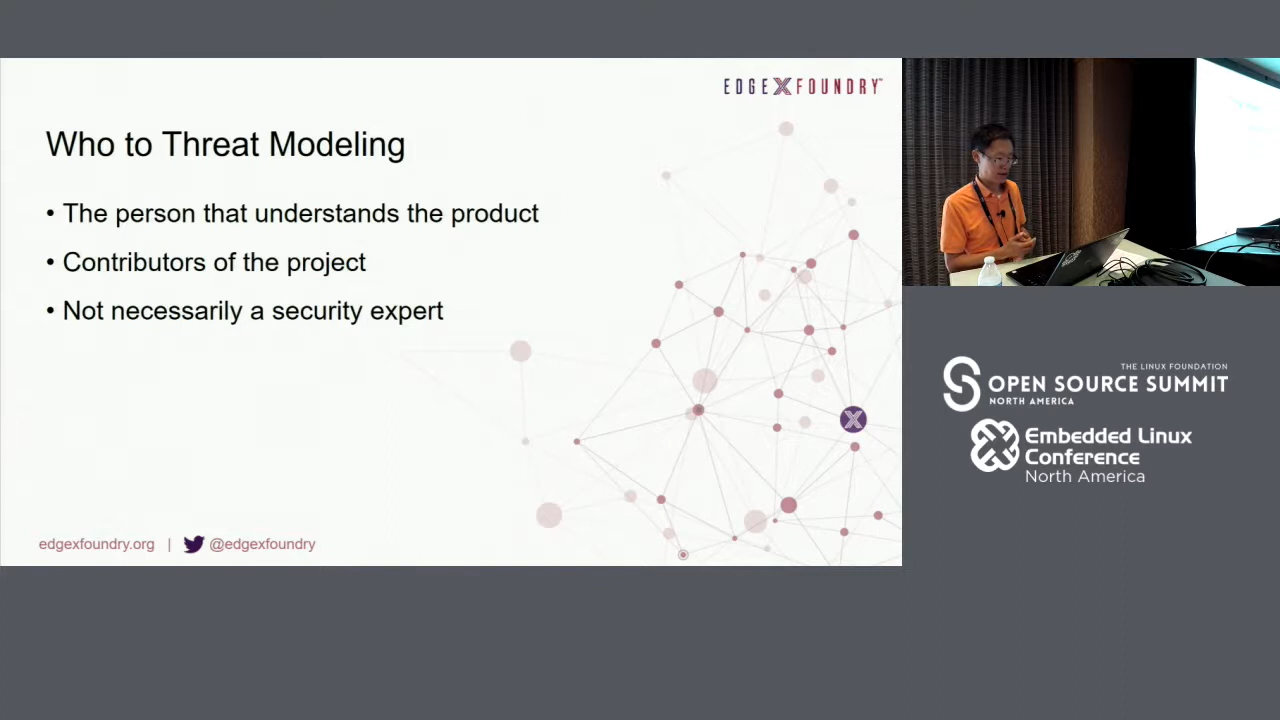 EDGE X FOUNDRY™
Who to Threat Modeling
• The person that understands the product
• Contributors of the project
• Not necessarily a security expert
edgexfoundry.org | @edgexfoundry
THE LINUX FOUNDATION
OPEN SOURCE SUMMIT
NORTH AMERICA
Embedded Linux
Conference
North America